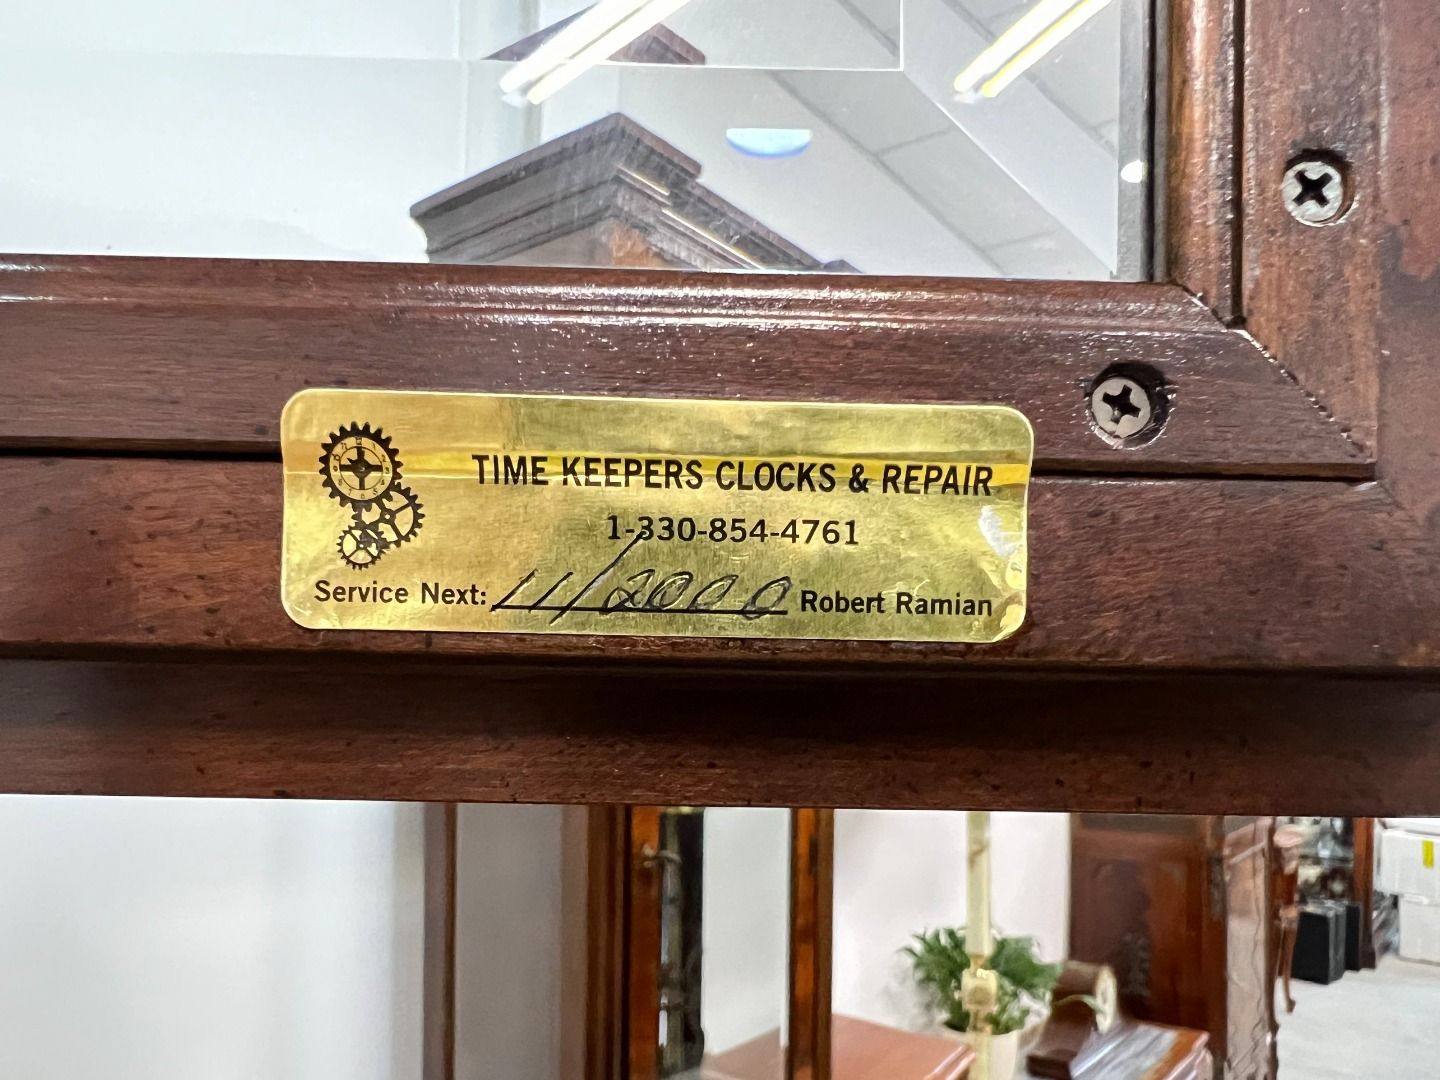 TIME KEEPERS CLOCKS & REPAIR
1-330-854-4761
Service Next: 11/2000 Robert Ramian